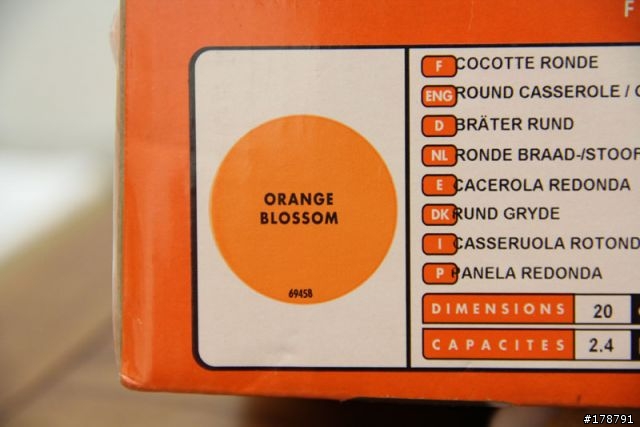 F
ORANGE
BLOSSOM
69458
F COCOTTE RONDE
ENG ROUND CASSEROLE /
D BRÄTER RUND
NL RONDE BRAAD-/STOOF
E CACEROLA REDONDA
DK RUND GRYDE
I CASSERUOLA ROTOND
P PANELA REDONDA
DIMENSIONS 20
CAPACITES 2.4
#178791